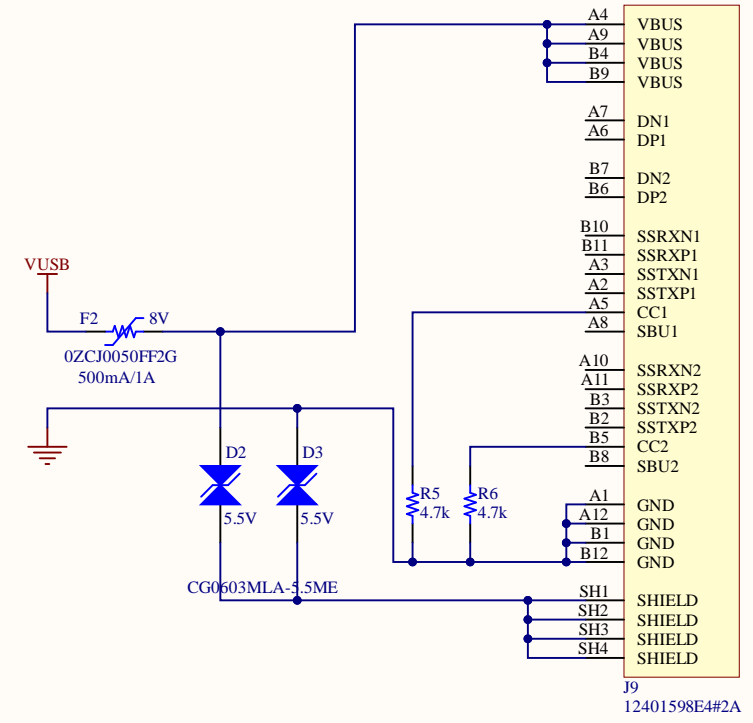 A4 VBUS
A9 VBUS
B4 VBUS
B9 VBUS
A7 DN1
A6 DP1
B7 DN2
B6 DP2
B10 SSRXN1
B11 SSRXP1
A3 SSTXN1
A2 SSTXP1
A5 CC1
A8 SBU1
A10 SSRXN2
A11 SSRXP2
B3 SSTXN2
B2 SSTXP2
B5 CC2
B8 SBU2
A1 GND
A12 GND
B1 GND
B12 GND
SH1 SHIELD
SH2 SHIELD
SH3 SHIELD
SH4 SHIELD
J9
12401598E4#2A
VUSB
F2 8V
0ZCJ0050FF2G
500mA/1A
D2 D3
5.5V 5.5V
CG0603MLA-5.5ME
R5 R6
4.7k 4.7k